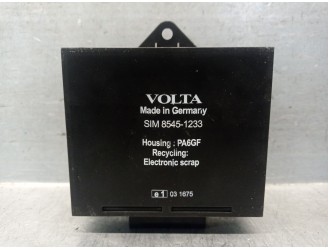 VOLTA
Made in Germany
SIM 8545-1233
Housing : PA6GF
Recycling:
Electronic scrap
e1 03 1675